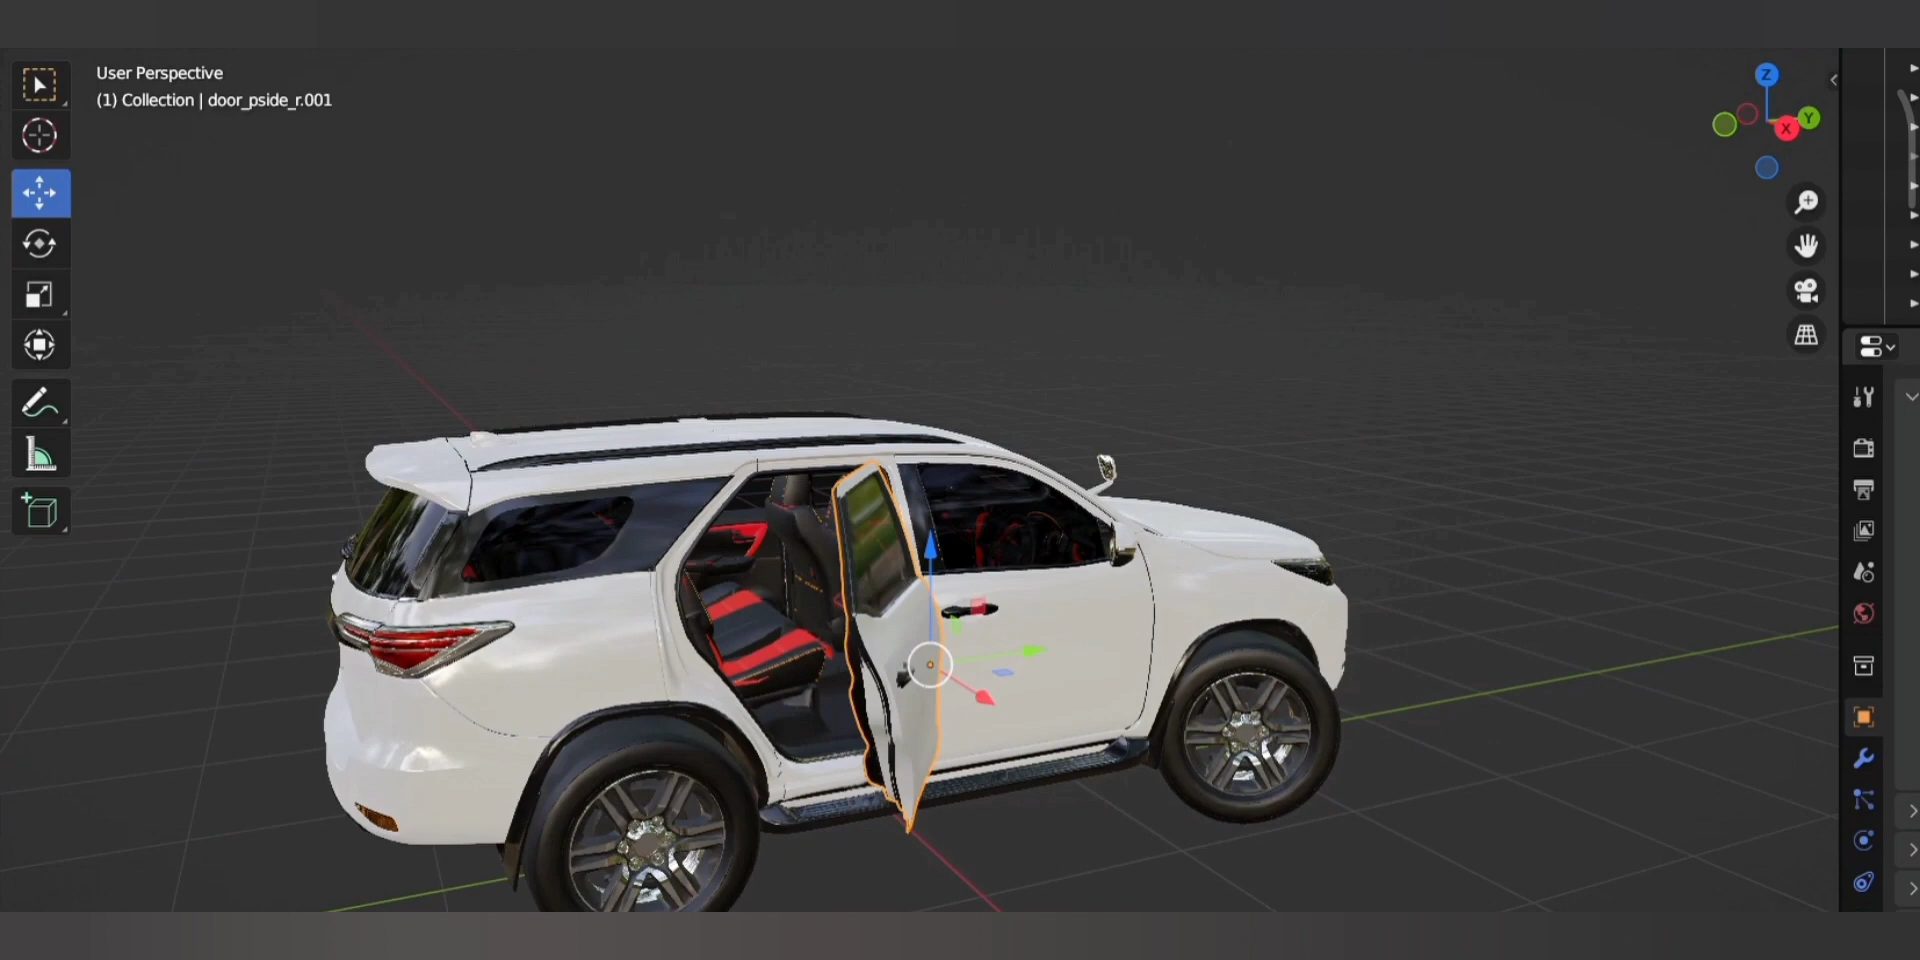 User Perspective
(1) Collection | door_pside_r.001
Z
Y
X